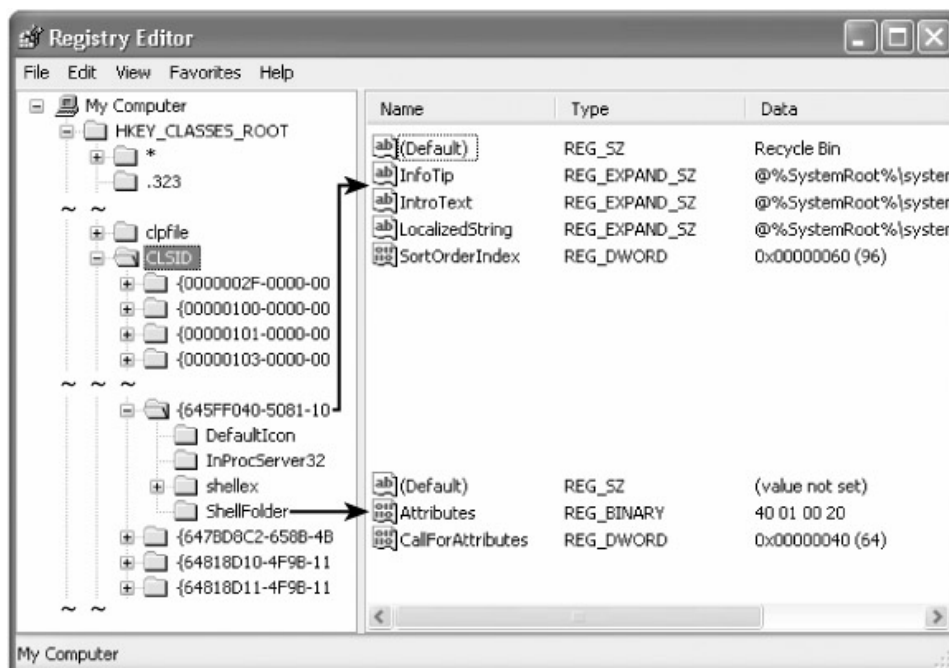 Registry Editor
File Edit View Favorites Help
My Computer
HKEY_CLASSES_ROOT
*
.323
~ ~
clpfile
CLSID
{0000002F-0000-00
{00000100-0000-00
{00000101-0000-00
{00000103-0000-00
~ ~ ~
{645FF040-5081-10
DefaultIcon
InProcServer32
shellex
ShellFolder
{647BD8C2-658B-4B
{64818D10-4F9B-11
{64818D11-4F9B-11
~ ~
Name Type Data
(Default) REG_SZ Recycle Bin
InfoTip REG_EXPAND_SZ @%SystemRoot%\system
IntroText REG_EXPAND_SZ @%SystemRoot%\system
LocalizedString REG_EXPAND_SZ @%SystemRoot%\system
SortOrderIndex REG_DWORD 0x00000060 (96)
(Default) REG_SZ (value not set)
Attributes REG_BINARY 40 01 00 20
CallForAttributes REG_DWORD 0x00000040 (64)
My Computer